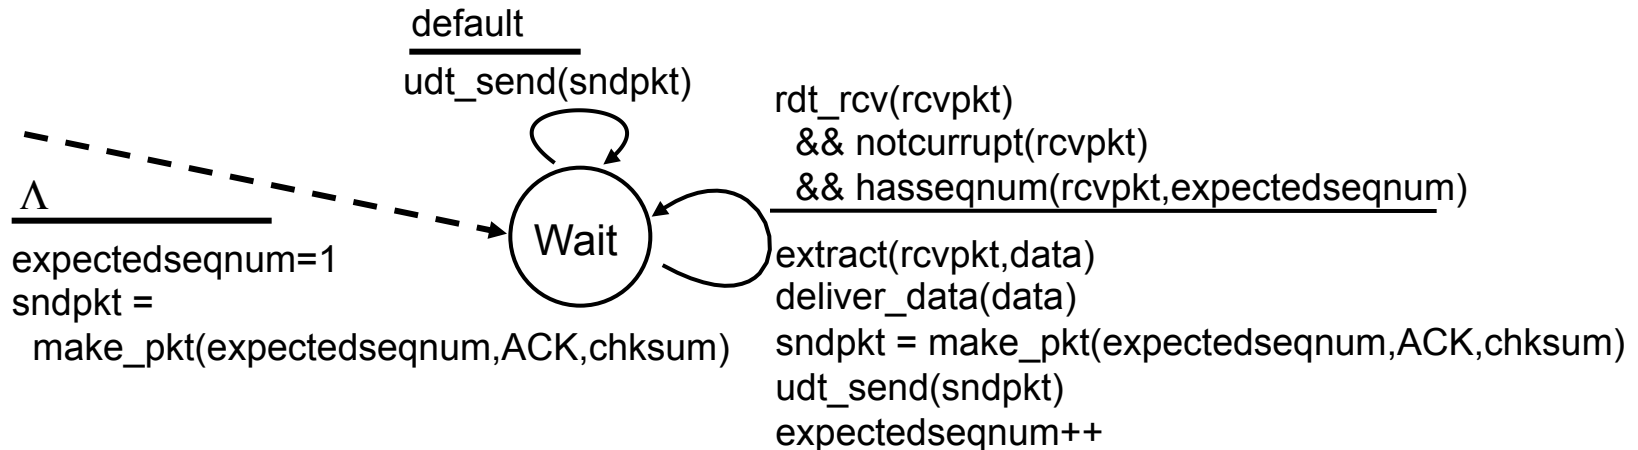 default
udt_send(sndpkt)
rdt_rcv(rcvpkt)
&& notcurrupt(rcvpkt)
&& hasseqnum(rcvpkt,expectedseqnum)
Λ
Wait
expectedseqnum=1
sndpkt =
make_pkt(expectedseqnum,ACK,chksum)
extract(rcvpkt,data)
deliver_data(data)
sndpkt = make_pkt(expectedseqnum,ACK,chksum)
udt_send(sndpkt)
expectedseqnum++